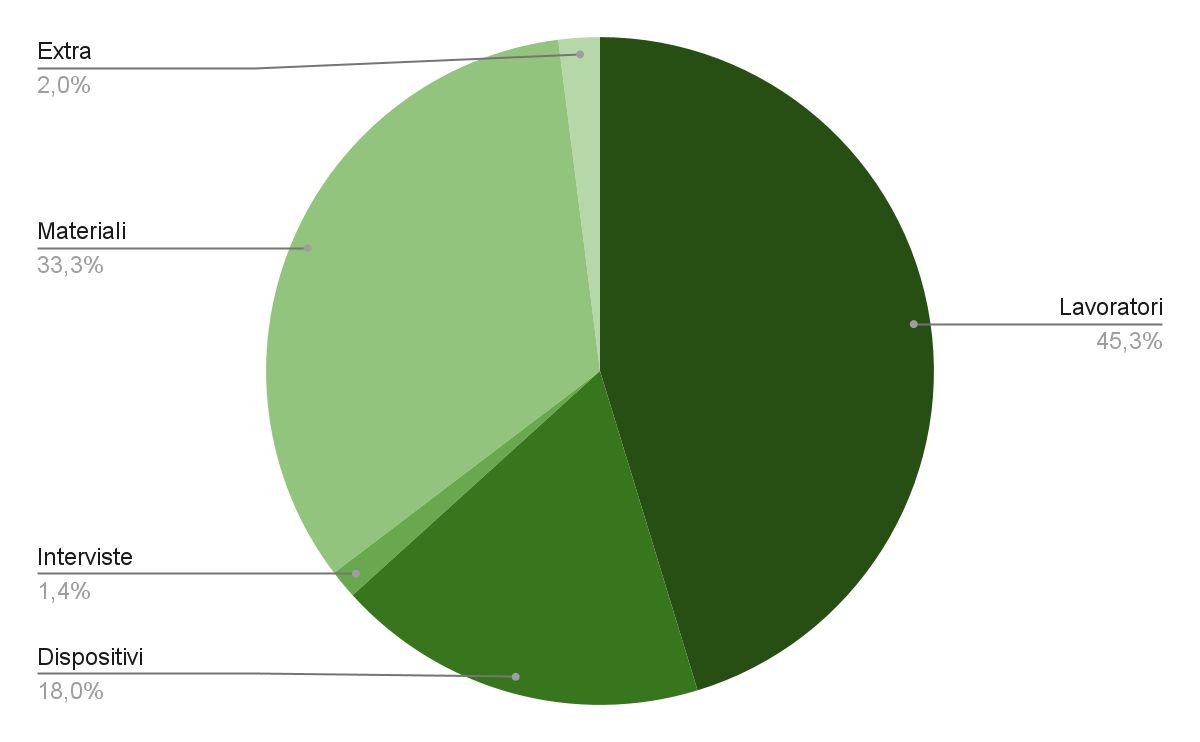 Extra
2,0%
Materiali
33,3%
Lavoratori
45,3%
Interviste
1,4%
Dispositivi
18,0%